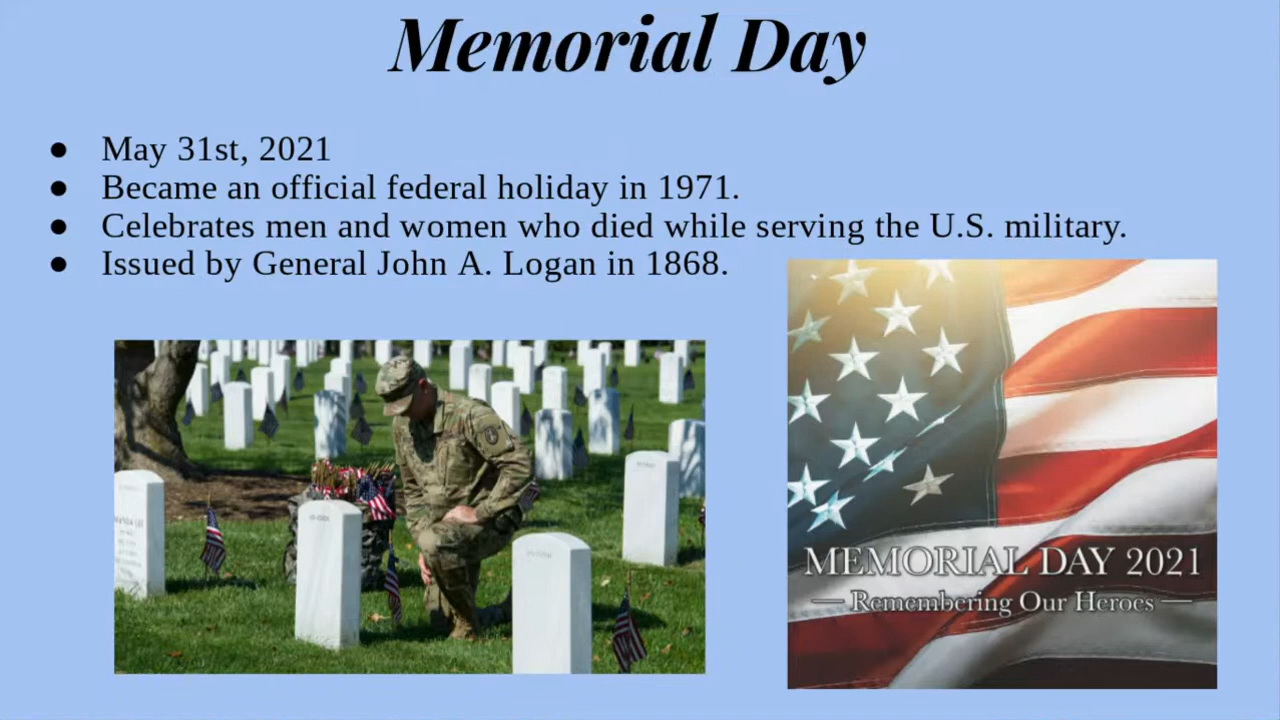 Memorial Day
● May 31st, 2021
● Became an official federal holiday in 1971.
● Celebrates men and women who died while serving the U.S. military.
● Issued by General John A. Logan in 1868.
MEMORIAL DAY 2021
— Remembering Our Heroes —